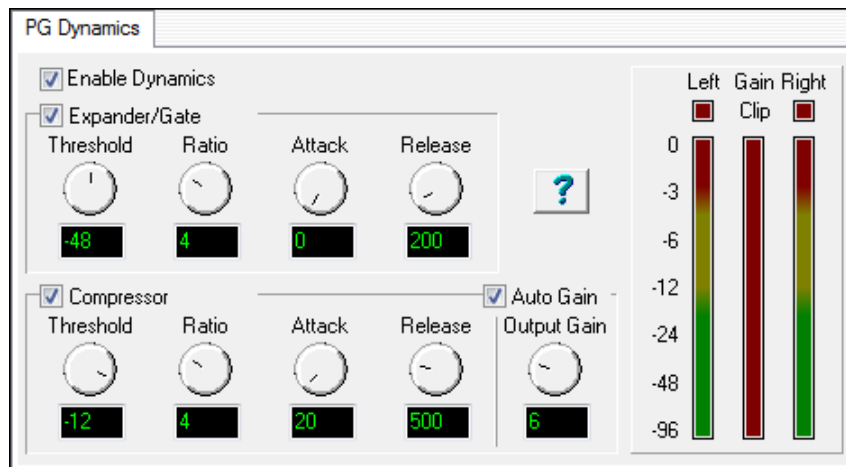 PG Dynamics
Enable Dynamics
Expander/Gate
Threshold Ratio Attack Release
-48 4 0 200
?
Compressor Auto Gain
Threshold Ratio Attack Release Output Gain
-12 4 20 500 6
Left Gain Right
Clip
0
-3
-6
-12
-24
-48
-96